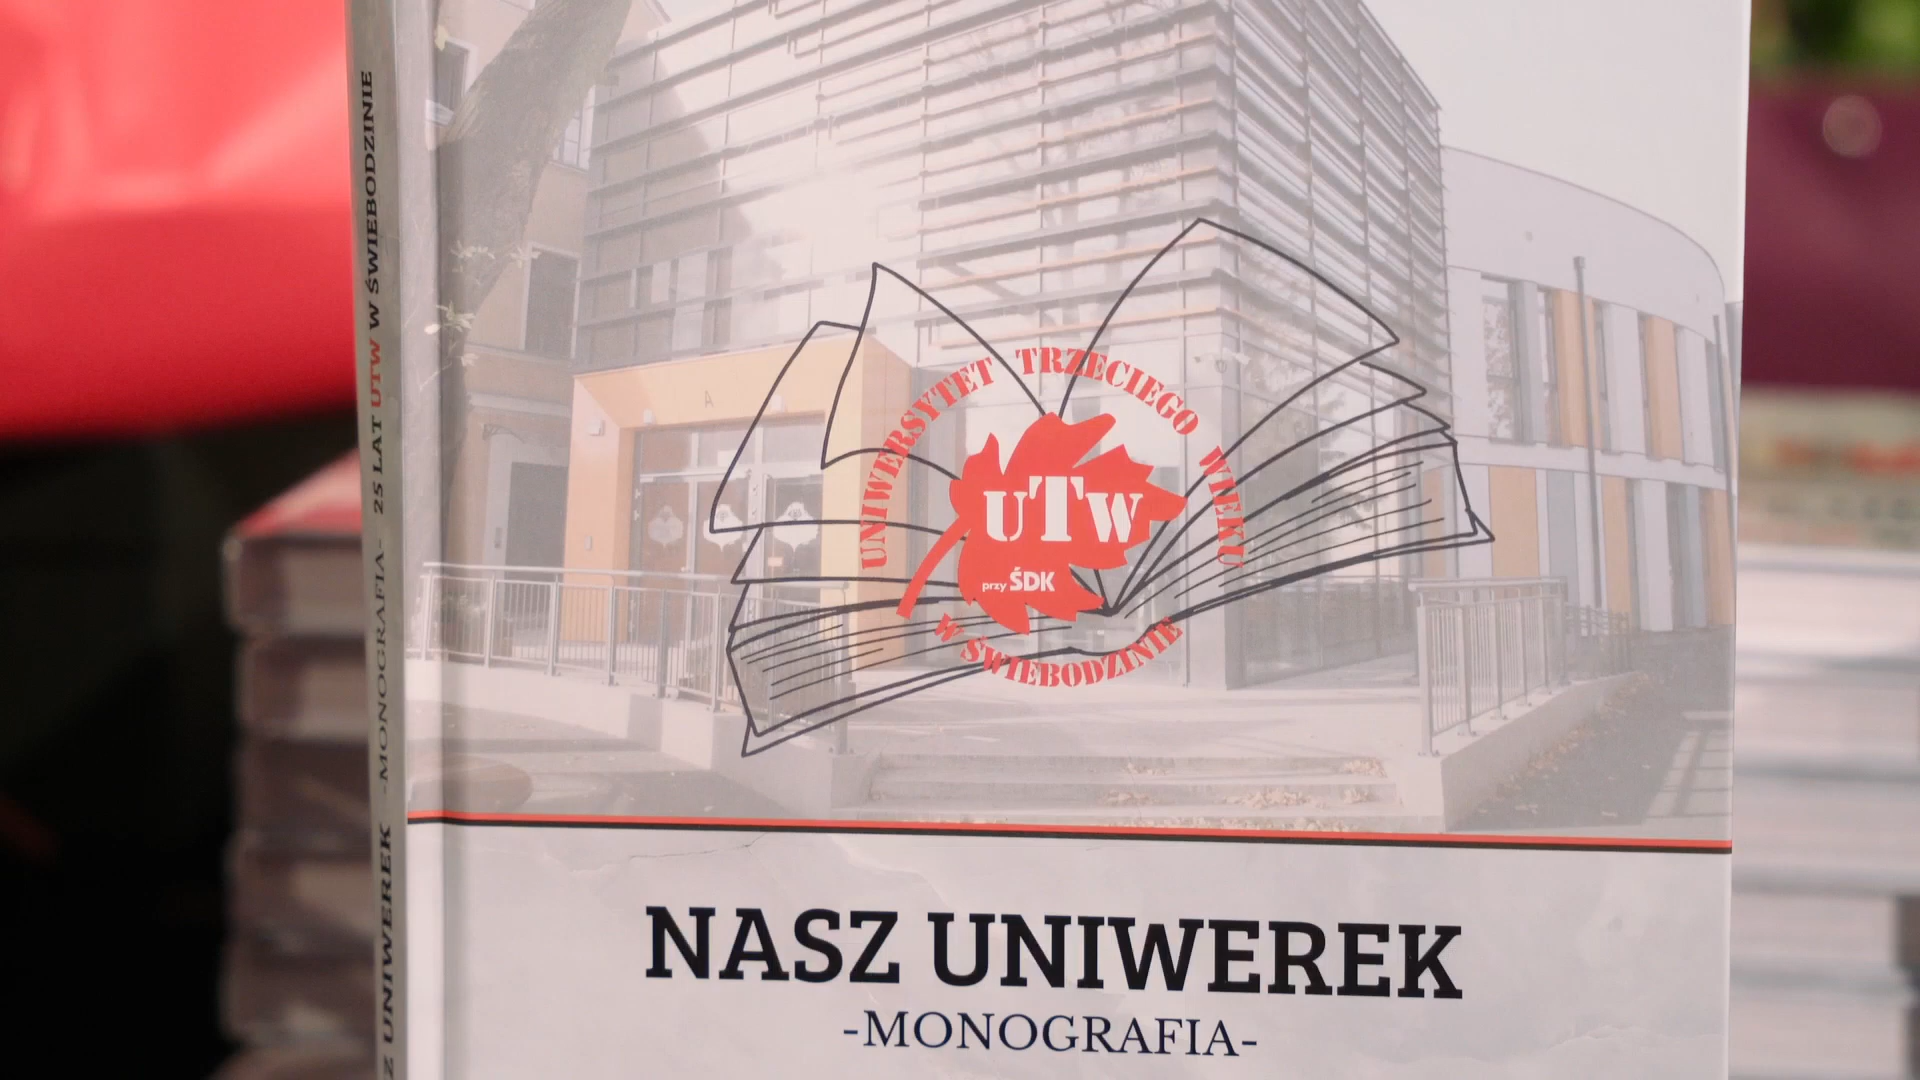 Z UNIWEREK -MONOGRAFIA- 25 LAT UTW W ŚWIEBODZINIE
A
UNIWERSYTET TRZECIEGO WIEKU
UTW
przy ŚDK
W ŚWIEBODZINIE
NASZ UNIWEREK
-MONOGRAFIA-